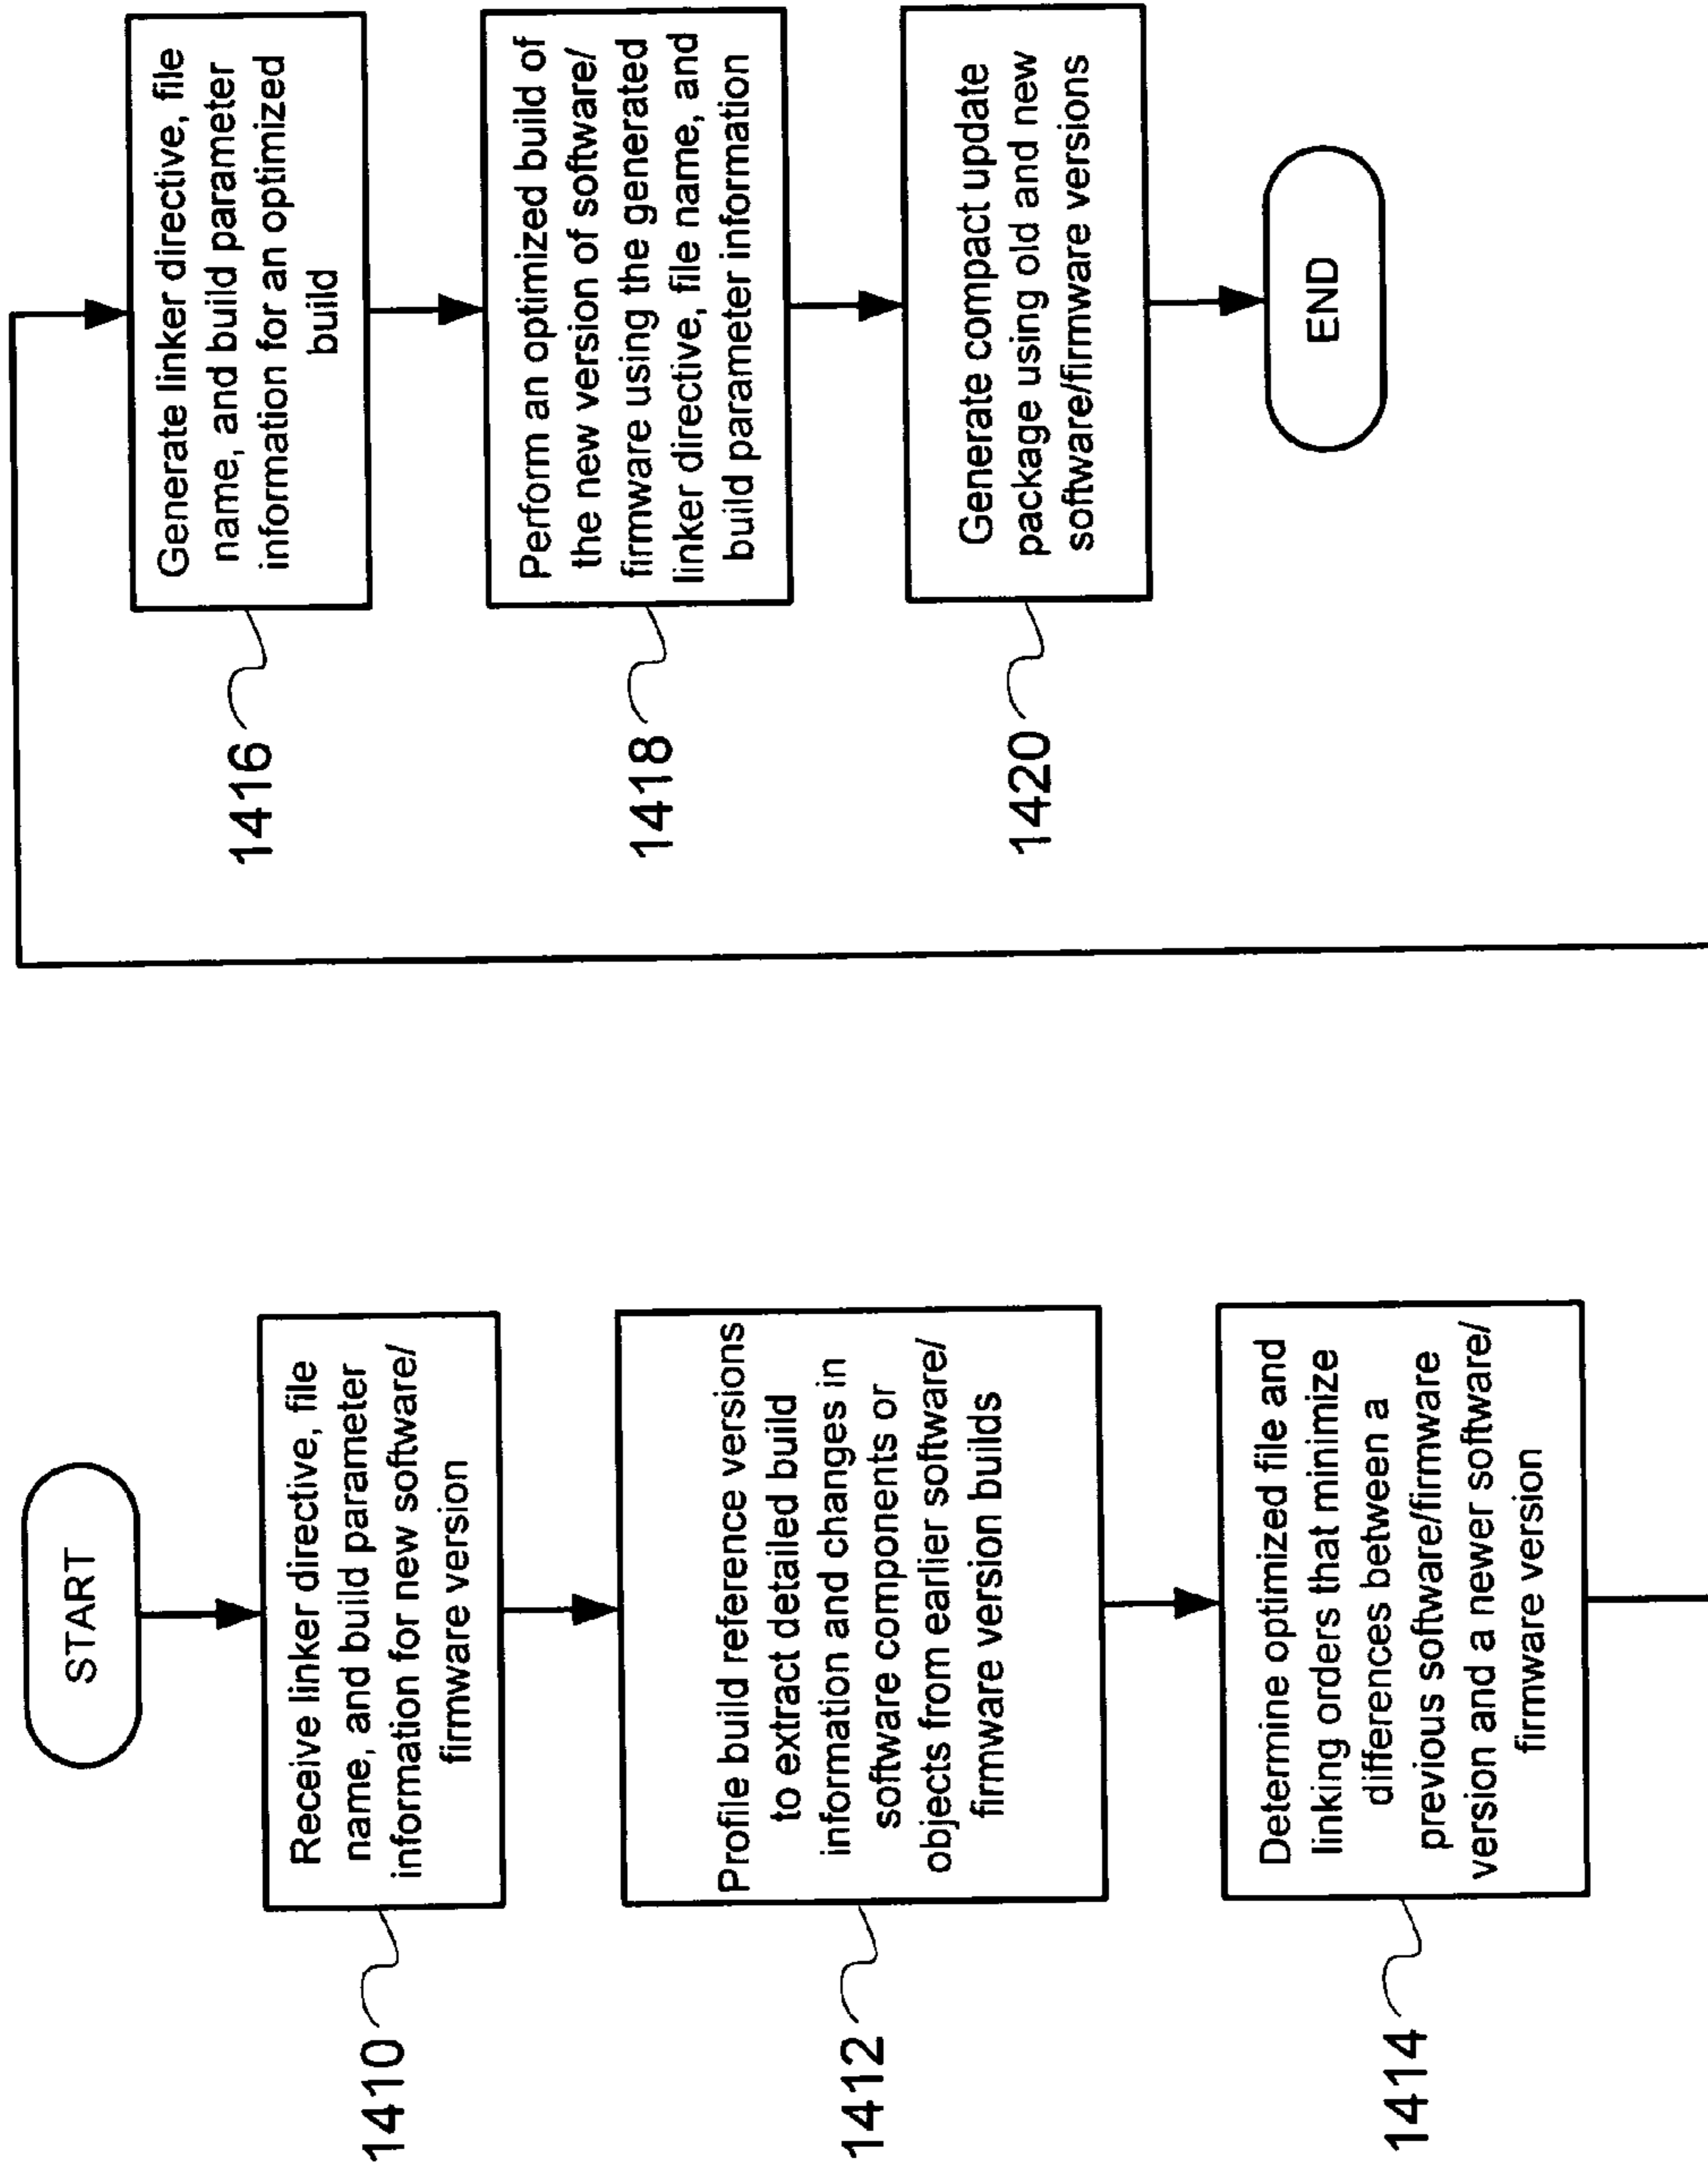 START
Receive linker directive, file
name, and build parameter
information for new software/
firmware version
1410
Profile build reference versions
to extract detailed build
information and changes in
software components or
objects from earlier software/
firmware version builds
1412
Determine optimized file and
linking orders that minimize
differences between a
previous software/firmware
version and a newer software/
firmware version
1414
Generate linker directive, file
name, and build parameter
information for an optimized
build
1416
Perform an optimized build of
the new version of software/
firmware using the generated
linker directive, file name, and
build parameter information
1418
Generate compact update
package using old and new
software/firmware versions
1420
END